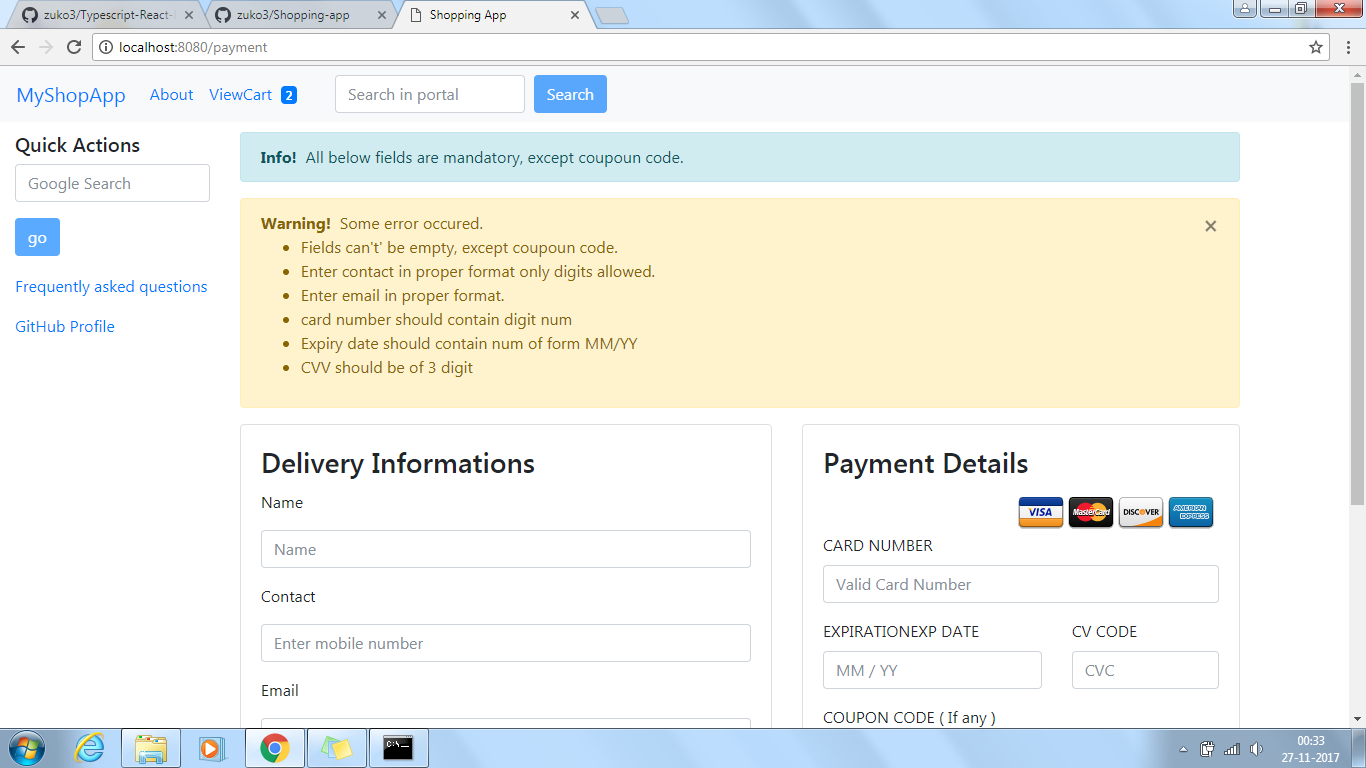 zuko3/Typescript-React-
zuko3/Shopping-app
Shopping App
localhost:8080/payment
MyShopApp About ViewCart 2 Search in portal Search
Quick Actions
Google Search
go
Frequently asked questions
GitHub Profile
Info! All below fields are mandatory, except coupoun code.
Warning! Some error occured.
Fields can't' be empty, except coupoun code.
Enter contact in proper format only digits allowed.
Enter email in proper format.
card number should contain digit num
Expiry date should contain num of form MM/YY
CVV should be of 3 digit
Delivery Informations
Name
Name
Contact
Enter mobile number
Email
Payment Details
VISA MasterCard DISCOVER AMERICAN EXPRESS
CARD NUMBER
Valid Card Number
EXPIRATIONEXP DATE CV CODE
MM / YY CVC
COUPON CODE ( If any )
C:\
00:33
27-11-2017